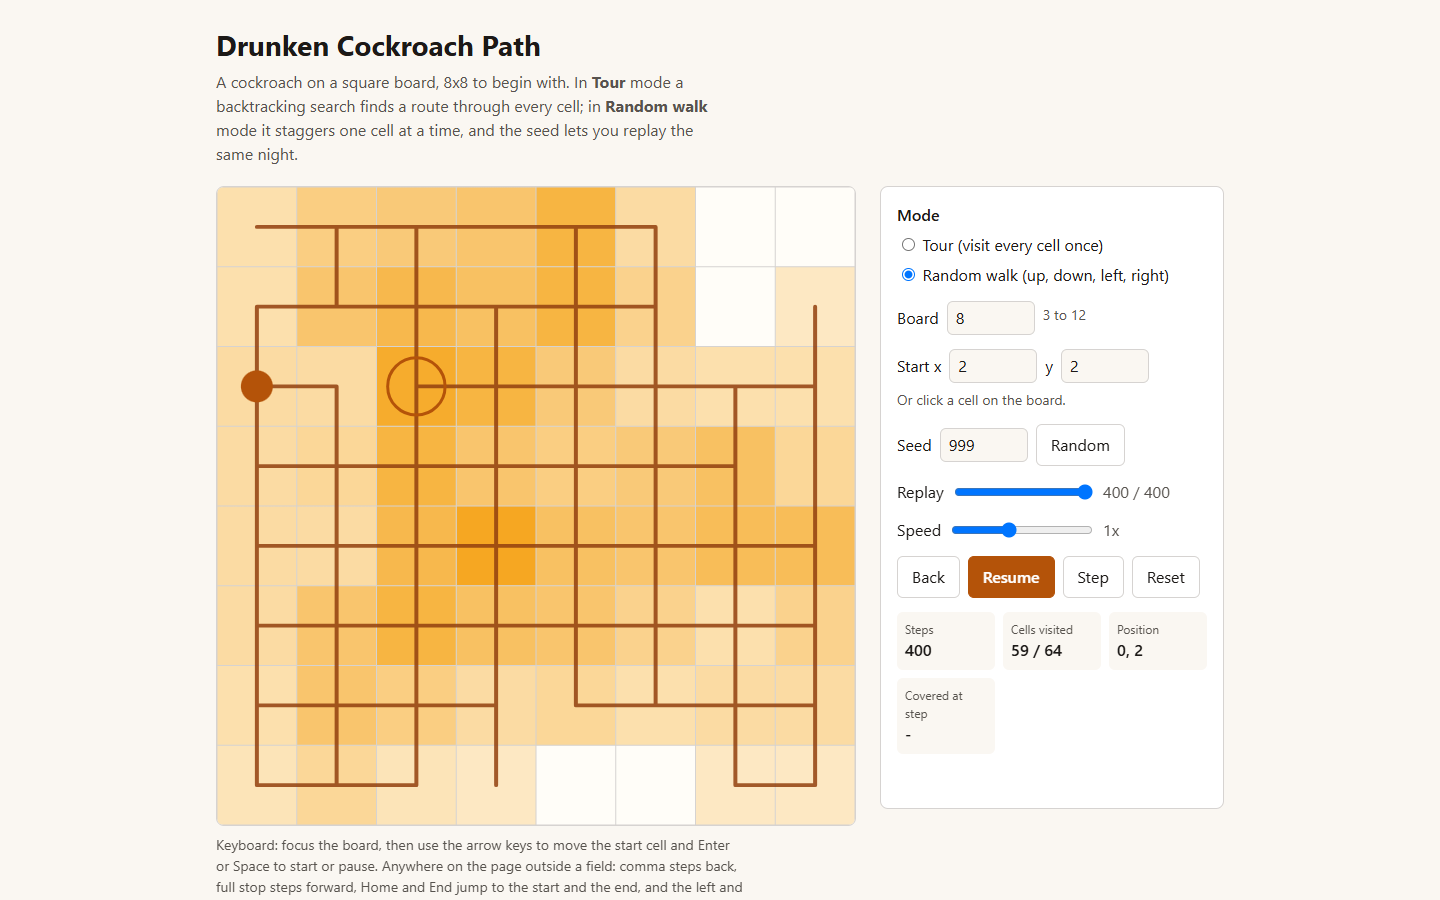 Drunken Cockroach Path
A cockroach on a square board, 8x8 to begin with. In Tour mode a
backtracking search finds a route through every cell; in Random walk
mode it staggers one cell at a time, and the seed lets you replay the
same night.
Mode
Tour (visit every cell once)
Random walk (up, down, left, right)
Board 8 3 to 12
Start x 2 y 2
Or click a cell on the board.
Seed 999 Random
Replay 400 / 400
Speed 1x
Back Resume Step Reset
Steps Cells visited Position
400 59 / 64 0, 2
Covered at
step
-
Keyboard: focus the board, then use the arrow keys to move the start cell and Enter
or Space to start or pause. Anywhere on the page outside a field: comma steps back,
full stop steps forward, Home and End jump to the start and the end, and the left and